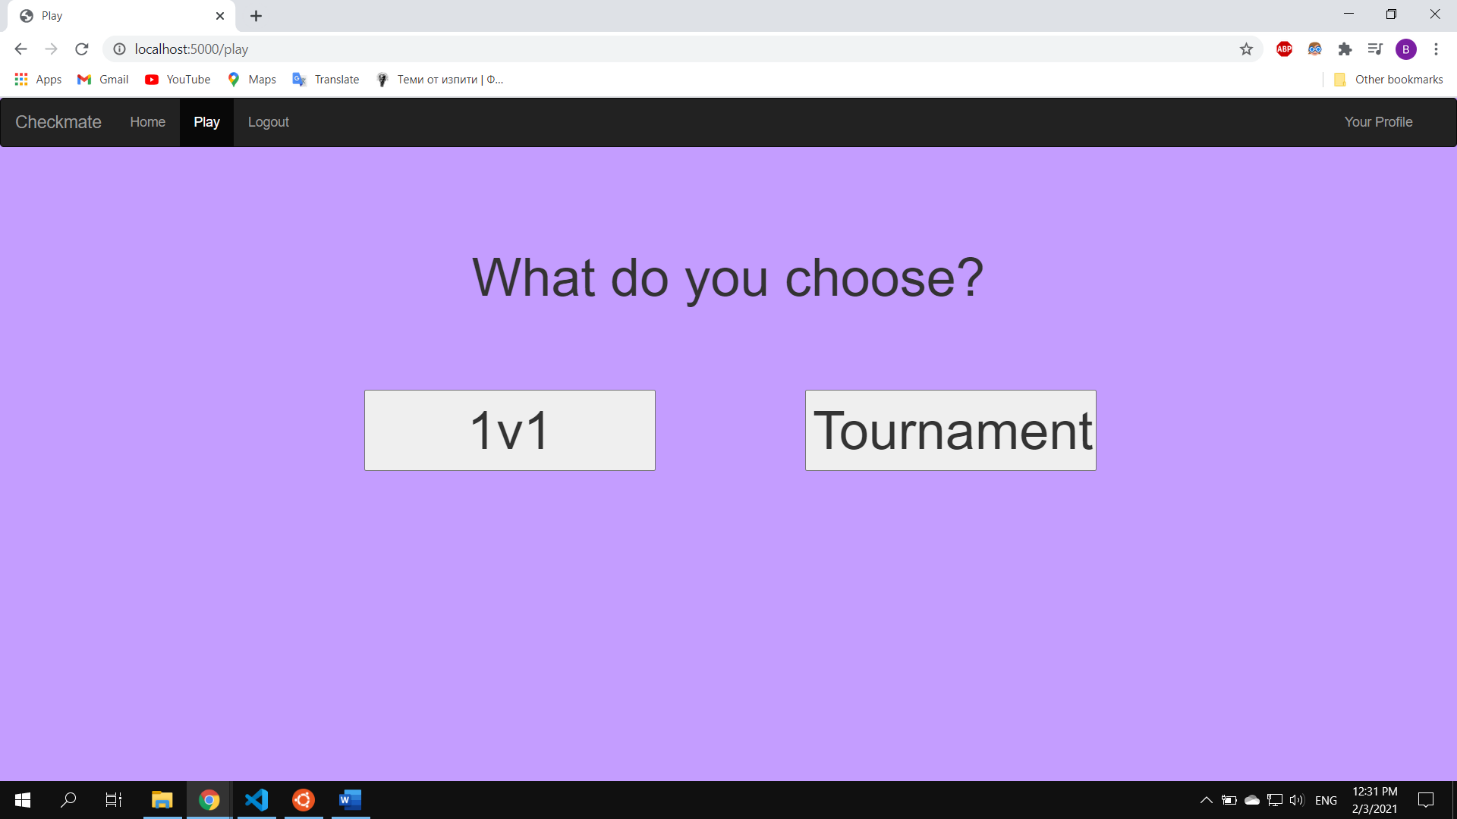 Play
localhost:5000/play
ABP
B
Apps Gmail YouTube Maps Translate Теми от изпити | Ф... Other bookmarks
Checkmate Home Play Logout Your Profile
What do you choose?
1v1 Tournament
ENG
12:31 PM
2/3/2021